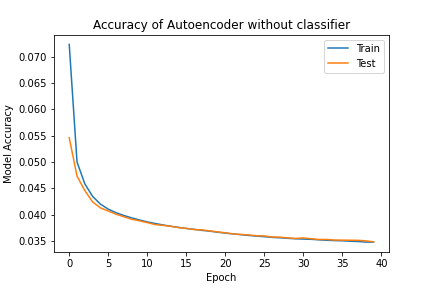 Accuracy of Autoencoder without classifier
Train
Test
Model Accuracy
0.070
0.065
0.060
0.055
0.050
0.045
0.040
0.035
0 5 10 15 20 25 30 35 40
Epoch